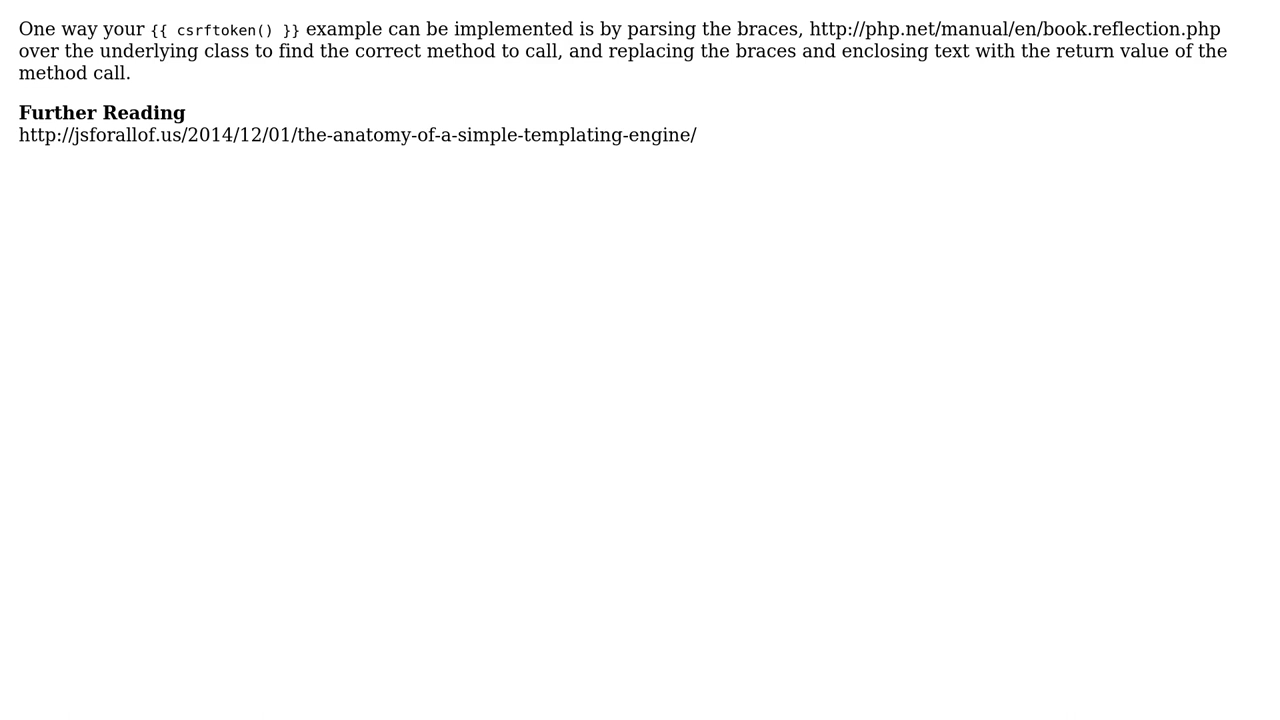 One way your {{ csrftoken() }} example can be implemented is by parsing the braces, http://php.net/manual/en/book.reflection.php
over the underlying class to find the correct method to call, and replacing the braces and enclosing text with the return value of the
method call.
Further Reading
http://jsforallof.us/2014/12/01/the-anatomy-of-a-simple-templating-engine/